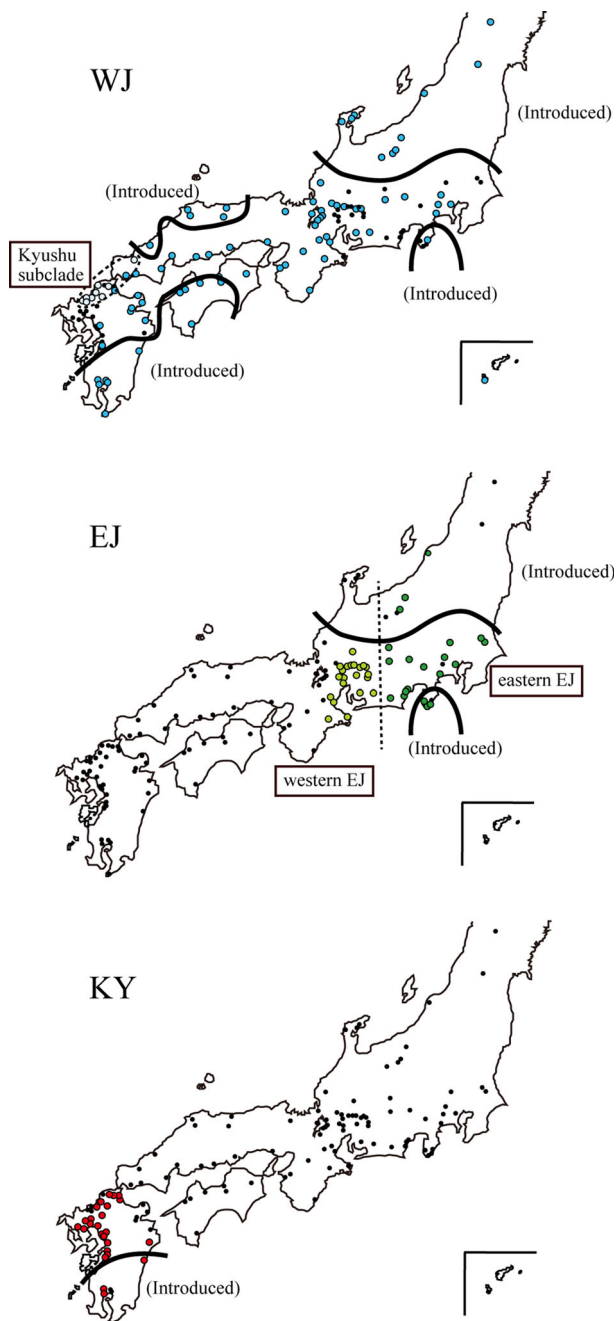 WJ
(Introduced)
(Introduced)
Kyushu
subclade
(Introduced)
(Introduced)
EJ
(Introduced)
eastern EJ
(Introduced)
western EJ
KY
(Introduced)